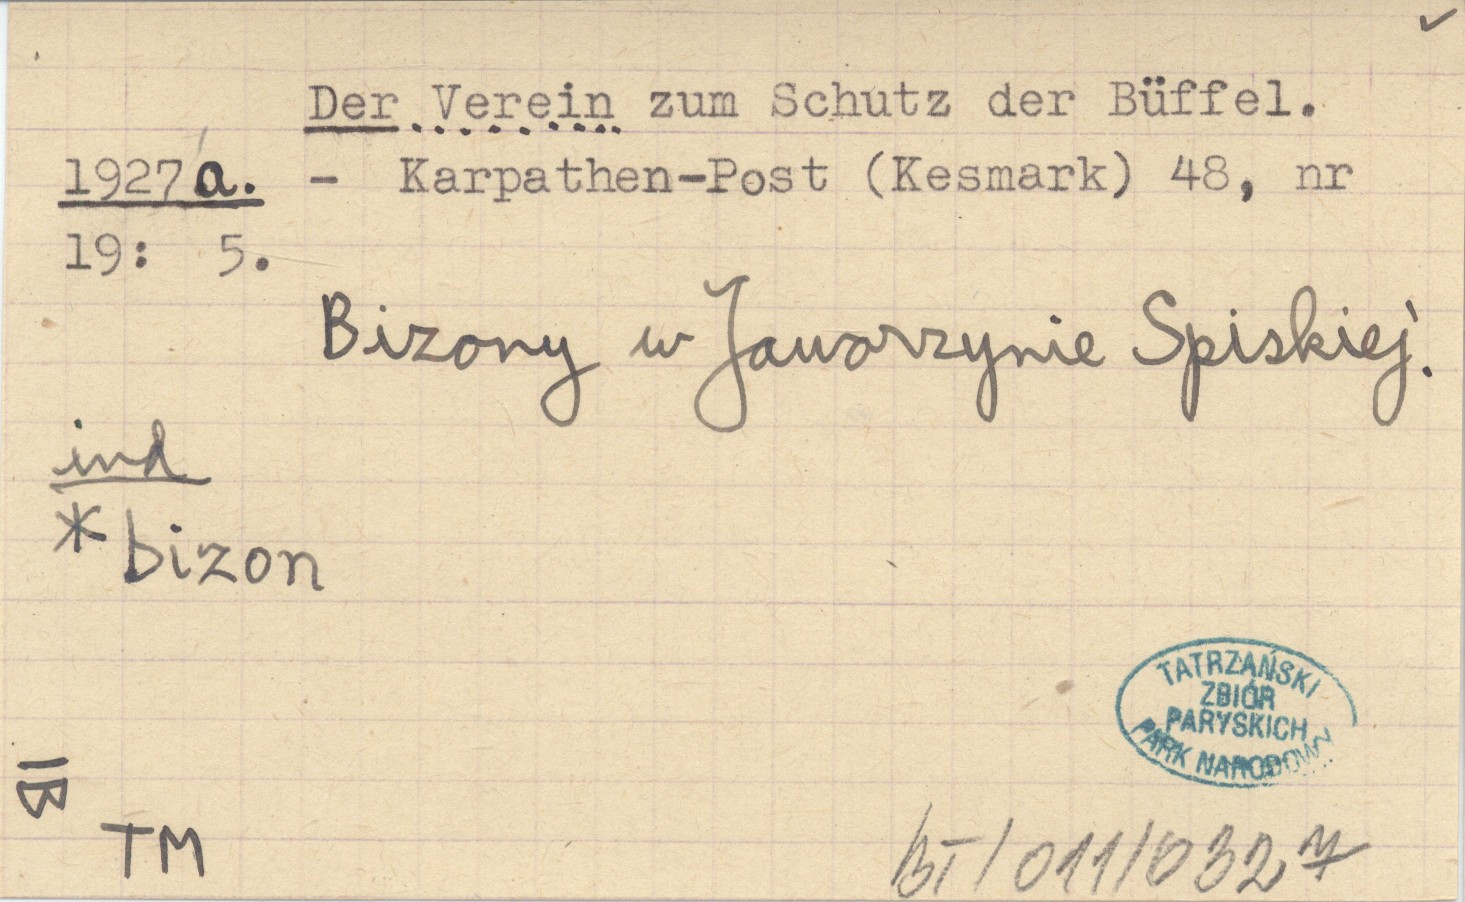 Der Verein zum Schutz der Büffel.
1927a. - Karpathen-Post (Kesmark) 48, nr
19: 5.
Bizony w Jaworzynie Spiskiej.
ind
* bizon
TATRZAŃSKI
ZBIÓR
PARYSKICH
PARK NARODOWY
IB
TM
BT/011/032